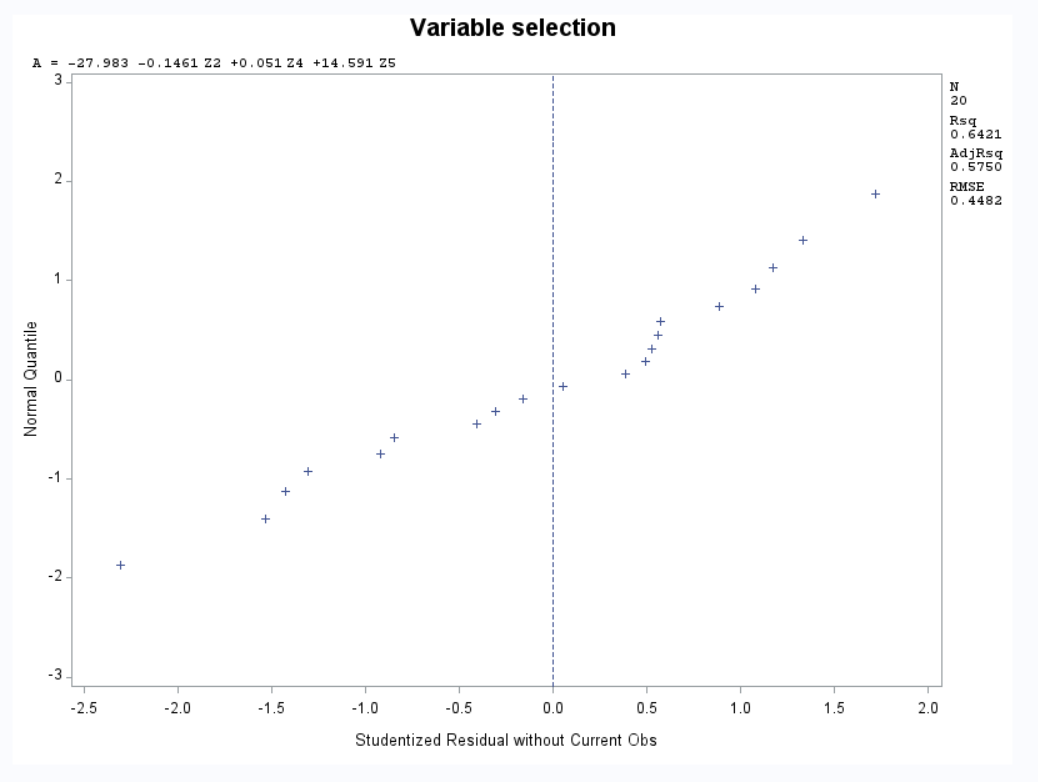 Variable selection
A = -27.983 -0.1461 Z2 +0.051 Z4 +14.591 Z5
3
2
1
0
-1
-2
-3
Normal Quantile
N
20
Rsq
0.6421
AdjRsq
0.5750
RMSE
0.4482
-2.5 -2.0 -1.5 -1.0 -0.5 0.0 0.5 1.0 1.5 2.0
Studentized Residual without Current Obs